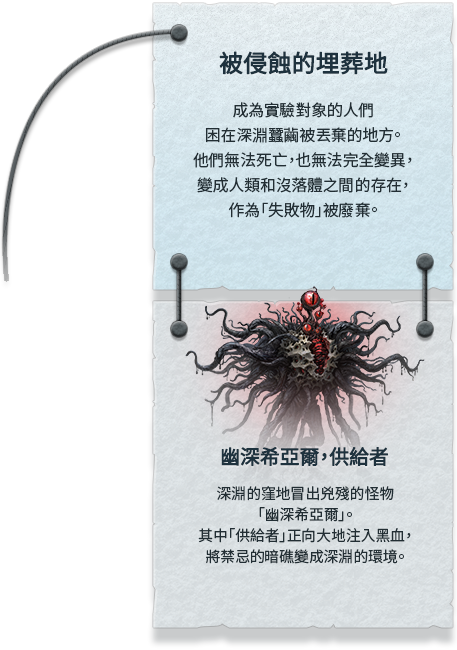 被侵蝕的埋葬地
成為實驗對象的人們
困在深淵蠶繭被丟棄的地方。
他們無法死亡，也無法完全變異，
變成人類和沒落體之間的存在，
作為「失敗物」被廢棄。
幽深希亞爾，供給者
深淵的窪地冒出兇殘的怪物
「幽深希亞爾」。
其中「供給者」正向大地注入黑血，
將禁忌的暗礁變成深淵的環境。